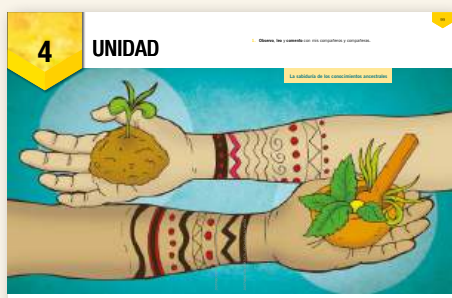 4
UNIDAD
Observo, leo y comento con mis compañeros y compañeras.
La sabiduría de los conocimientos ancestrales